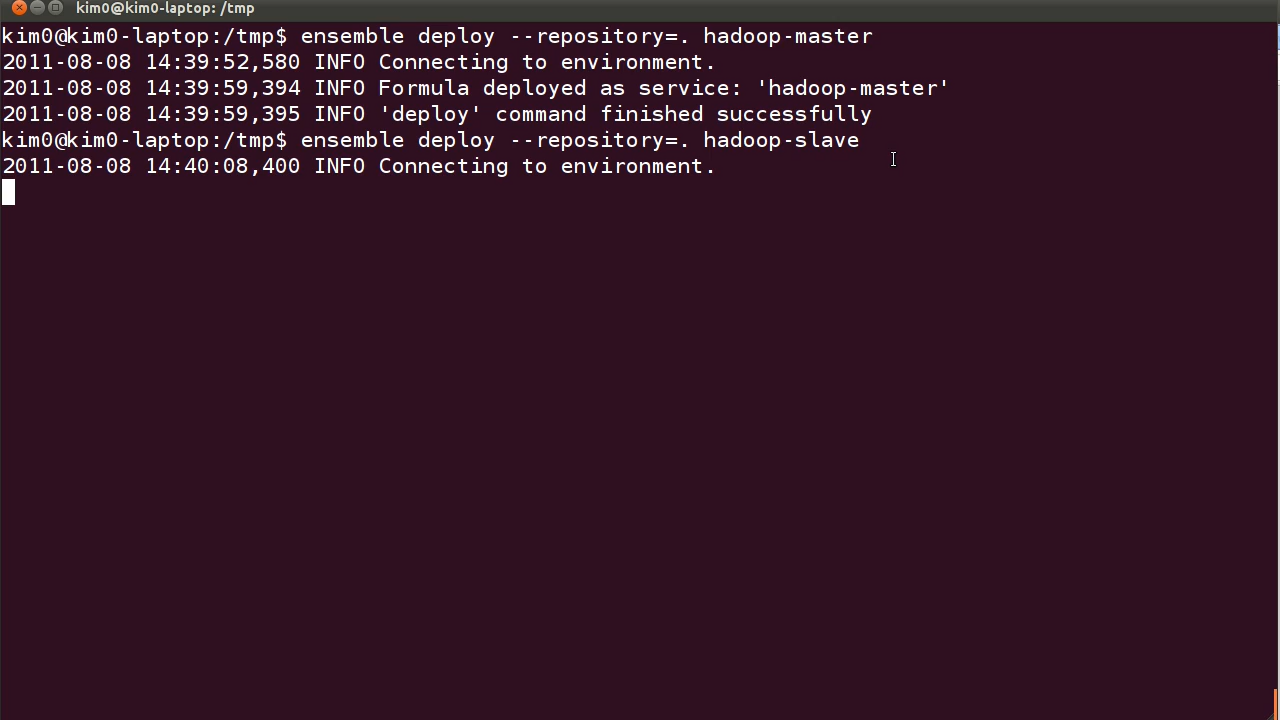 kim0@kim0-laptop: /tmp
kim0@kim0-laptop:/tmp$ ensemble deploy --repository=. hadoop-master
2011-08-08 14:39:52,580 INFO Connecting to environment.
2011-08-08 14:39:59,394 INFO Formula deployed as service: 'hadoop-master'
2011-08-08 14:39:59,395 INFO 'deploy' command finished successfully
kim0@kim0-laptop:/tmp$ ensemble deploy --repository=. hadoop-slave
2011-08-08 14:40:08,400 INFO Connecting to environment.